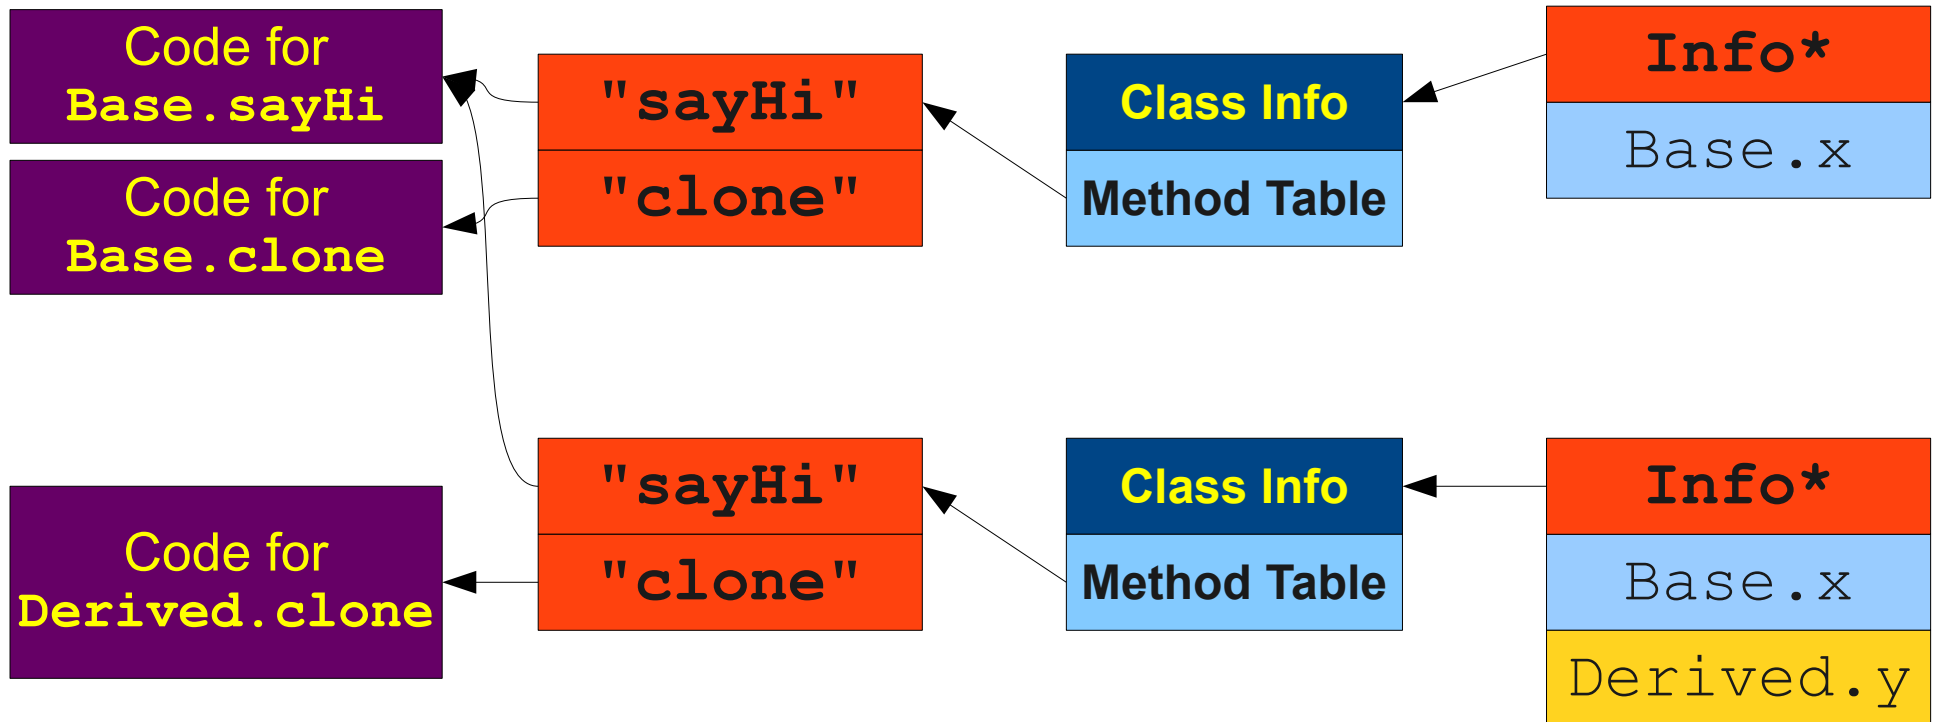 Code for
Base.sayHi
Code for
Base.clone
"sayHi"
"clone"
Class Info
Method Table
Info*
Base.x
Code for
Derived.clone
"sayHi"
"clone"
Class Info
Method Table
Info*
Base.x
Derived.y